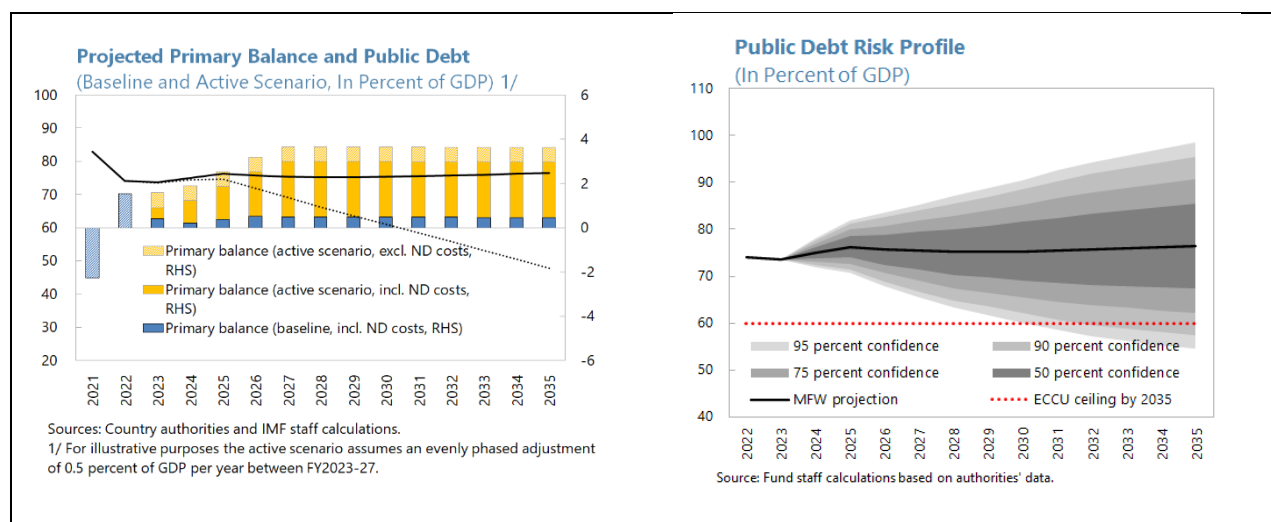 Projected Primary Balance and Public Debt
(Baseline and Active Scenario, In Percent of GDP) 1/
100
90
80
70
60
50
40
30
20
6
4
2
0
-2
-4
-6
Primary balance (active scenario, excl. ND costs,
RHS)
Primary balance (active scenario, incl. ND costs,
RHS)
Primary balance (baseline, incl. ND costs, RHS)
2021
2022
2023
2024
2025
2026
2027
2028
2029
2030
2031
2032
2033
2034
2035
Sources: Country authorities and IMF staff calculations.
1/ For illustrative purposes the active scenario assumes an evenly phased adjustment
of 0.5 percent of GDP per year between FY2023-27.
Public Debt Risk Profile
(In Percent of GDP)
110
100
90
80
70
60
50
40
95 percent confidence
90 percent confidence
75 percent confidence
50 percent confidence
MFW projection
ECCU ceiling by 2035
2022
2023
2024
2025
2026
2027
2028
2029
2030
2031
2032
2033
2034
2035
Source: Fund staff calculations based on authorities' data.